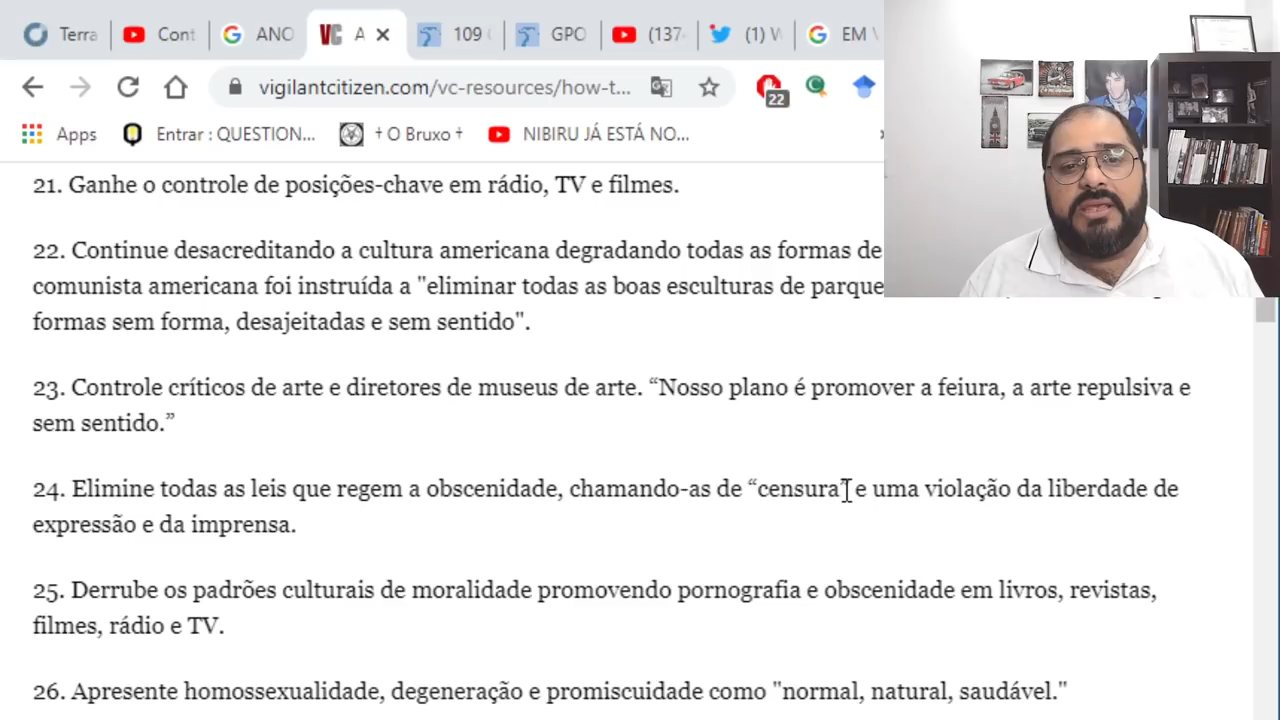 Terra
Cont
ANO
A
109
GPO
(137
(1) V
EM V
vigilantcitizen.com/vc-resources/how-t...
22
Apps
Entrar : QUESTION...
† O Bruxo †
NIBIRU JÁ ESTÁ NO...
21. Ganhe o controle de posições-chave em rádio, TV e filmes.
22. Continue desacreditando a cultura americana degradando todas as formas de
comunista americana foi instruída a "eliminar todas as boas esculturas de parque
formas sem forma, desajeitadas e sem sentido".
23. Controle críticos de arte e diretores de museus de arte. “Nosso plano é promover a feiura, a arte repulsiva e
sem sentido.”
24. Elimine todas as leis que regem a obscenidade, chamando-as de “censura” e uma violação da liberdade de
expressão e da imprensa.
25. Derrube os padrões culturais de moralidade promovendo pornografia e obscenidade em livros, revistas,
filmes, rádio e TV.
26. Apresente homossexualidade, degeneração e promiscuidade como "normal, natural, saudável."